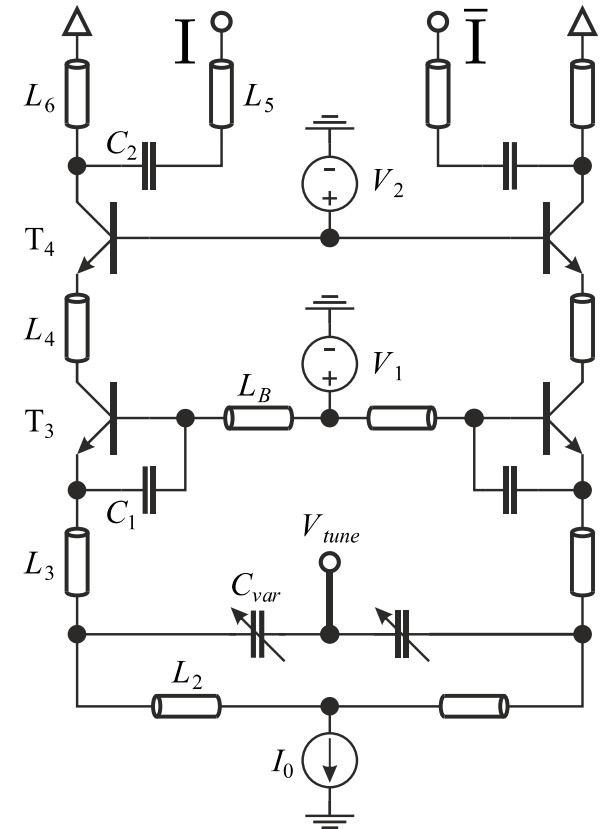 I Ī
L6 L5
C2
V2
T4
L4
V1
LB
T3
C1
Vtune
L3
Cvar
L2
I0
- +
- +